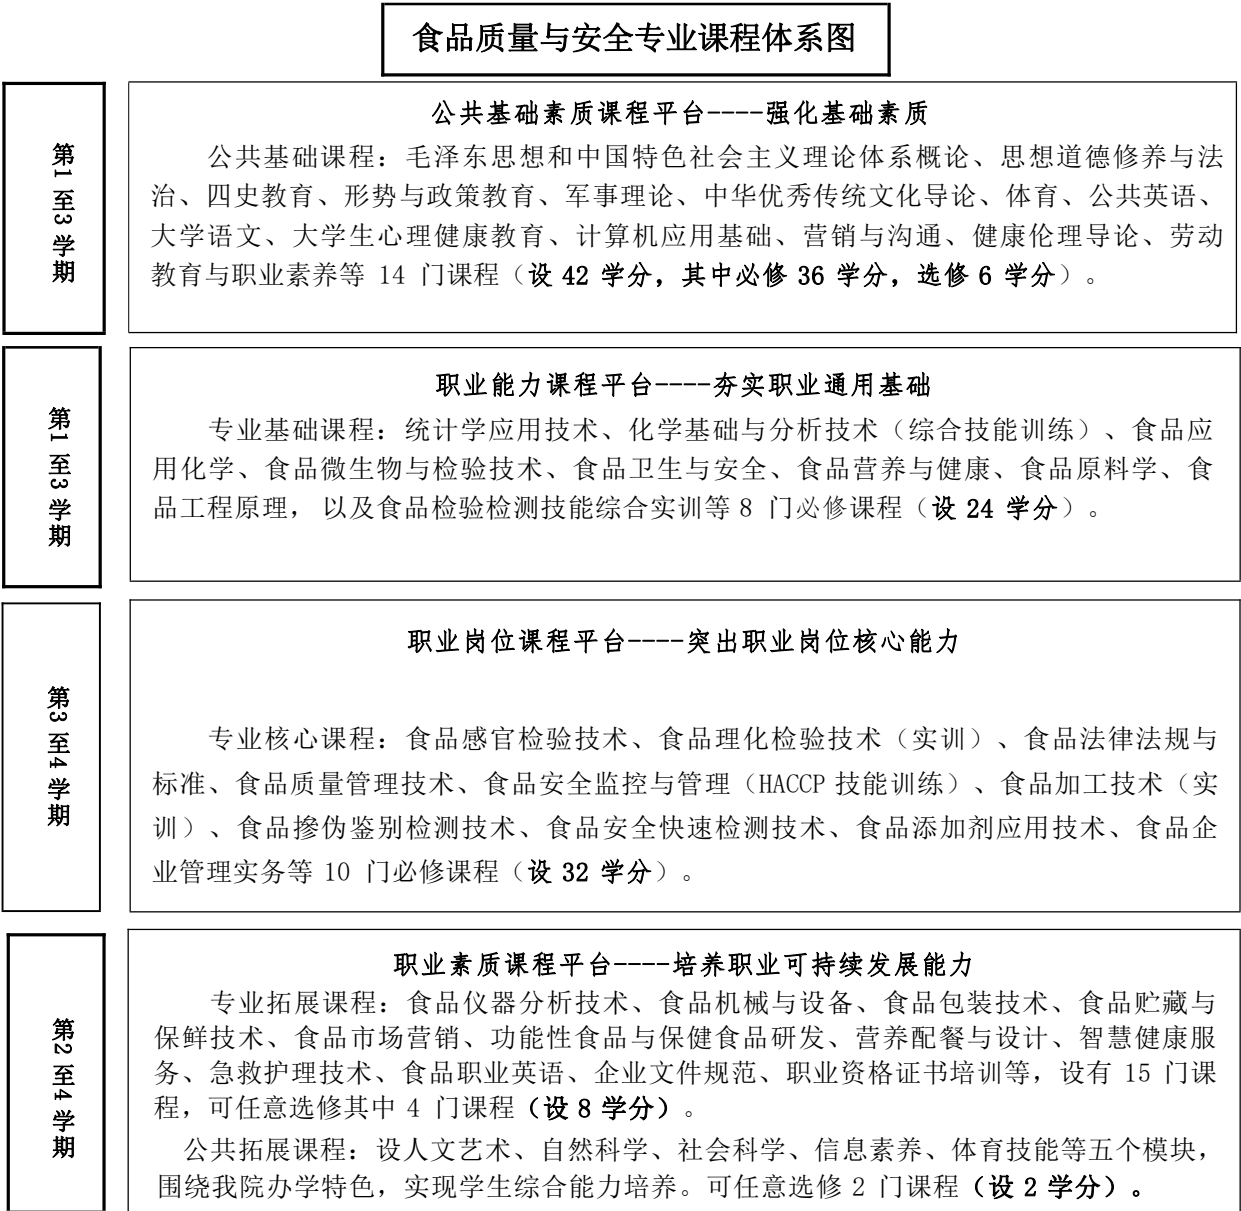 食品质量与安全专业课程体系图
第1 至3 学期
公共基础素质课程平台----强化基础素质
公共基础课程：毛泽东思想和中国特色社会主义理论体系概论、思想道德修养与法
治、四史教育、形势与政策教育、军事理论、中华优秀传统文化导论、体育、公共英语、
大学语文、大学生心理健康教育、计算机应用基础、营销与沟通、健康伦理导论、劳动
教育与职业素养等 14 门课程（设 42 学分，其中必修 36 学分，选修 6 学分）。
第1 至3 学期
职业能力课程平台----夯实职业通用基础
专业基础课程：统计学应用技术、化学基础与分析技术（综合技能训练）、食品应
用化学、食品微生物与检验技术、食品卫生与安全、食品营养与健康、食品原料学、食
品工程原理， 以及食品检验检测技能综合实训等 8 门必修课程（设 24 学分）。
第3 至4 学期
职业岗位课程平台----突出职业岗位核心能力
专业核心课程：食品感官检验技术、食品理化检验技术（实训）、食品法律法规与
标准、食品质量管理技术、食品安全监控与管理（HACCP 技能训练）、食品加工技术（实
训）、食品掺伪鉴别检测技术、食品安全快速检测技术、食品添加剂应用技术、食品企
业管理实务等 10 门必修课程（设 32 学分）。
第2 至4 学期
职业素质课程平台----培养职业可持续发展能力
专业拓展课程：食品仪器分析技术、食品机械与设备、食品包装技术、食品贮藏与
保鲜技术、食品市场营销、功能性食品与保健食品研发、营养配餐与设计、智慧健康服
务、急救护理技术、食品职业英语、企业文件规范、职业资格证书培训等，设有 15 门课
程，可任意选修其中 4 门课程（设 8 学分）。
公共拓展课程：设人文艺术、自然科学、社会科学、信息素养、体育技能等五个模块，
围绕我院办学特色，实现学生综合能力培养。可任意选修 2 门课程（设 2 学分）。